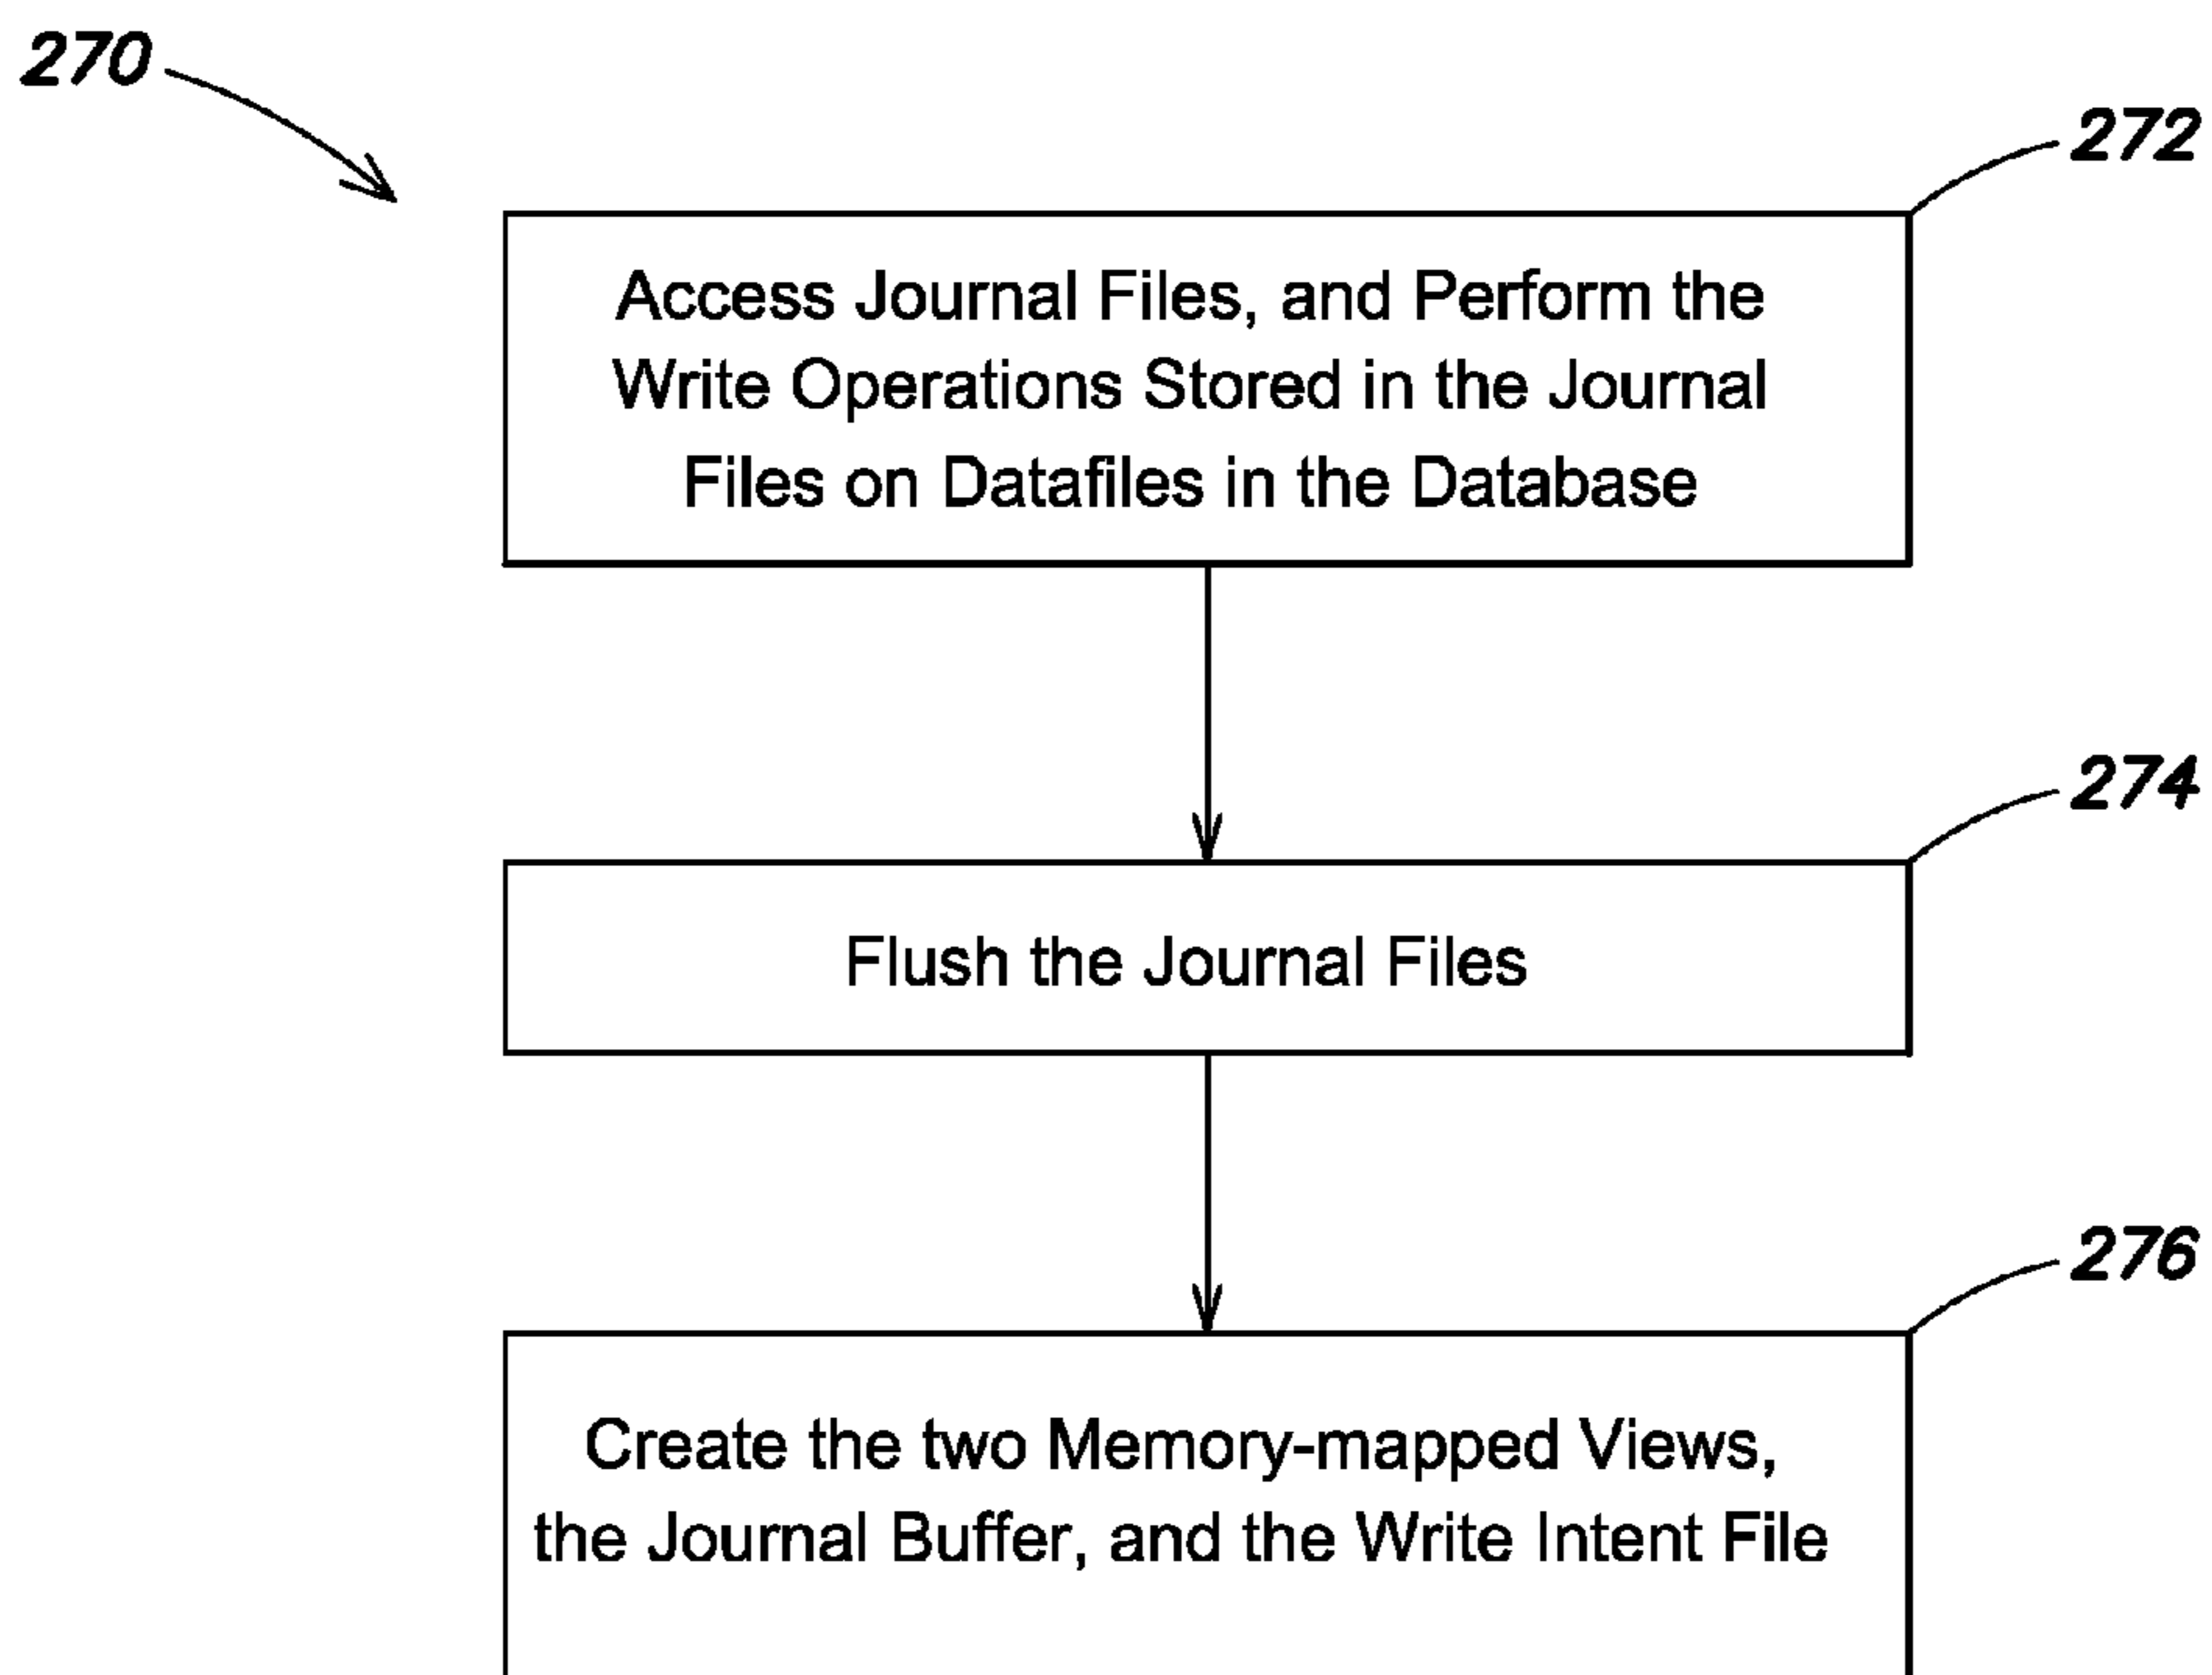 270
272
Access Journal Files, and Perform the
Write Operations Stored in the Journal
Files on Datafiles in the Database
274
Flush the Journal Files
276
Create the two Memory-mapped Views,
the Journal Buffer, and the Write Intent File